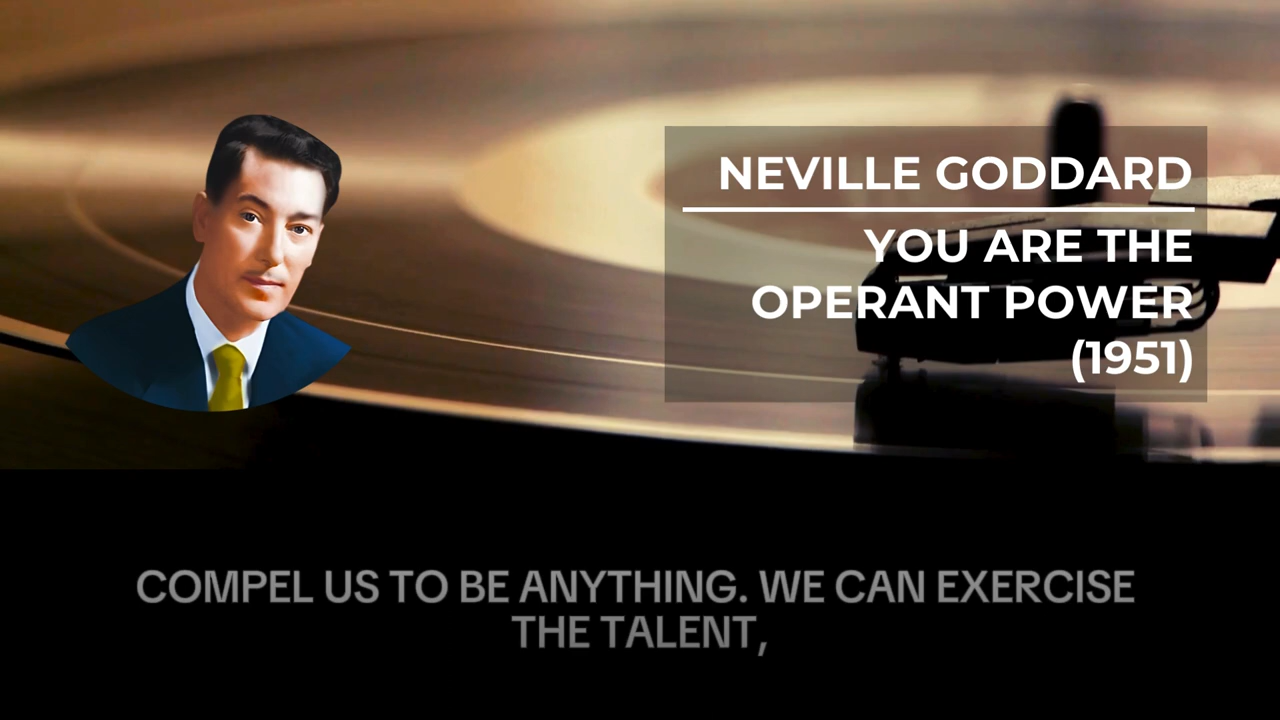 NEVILLE GODDARD
YOU ARE THE
OPERANT POWER
(1951)
COMPEL US TO BE ANYTHING. WE CAN EXERCISE
THE TALENT,